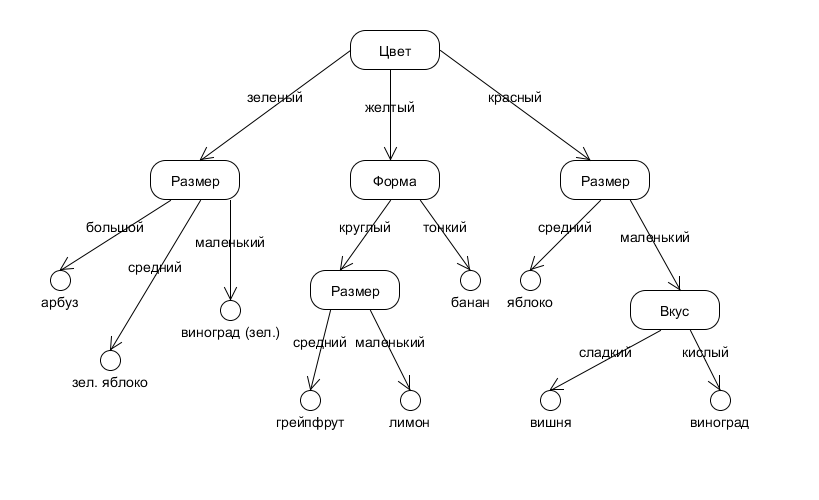 Цвет
зеленый
желтый
красный
Размер
Форма
Размер
большой
средний
маленький
круглый
тонкий
средний
маленький
арбуз
виноград (зел.)
зел. яблоко
Размер
банан
яблоко
Вкус
средний
маленький
сладкий
кислый
грейпфрут
лимон
вишня
виноград